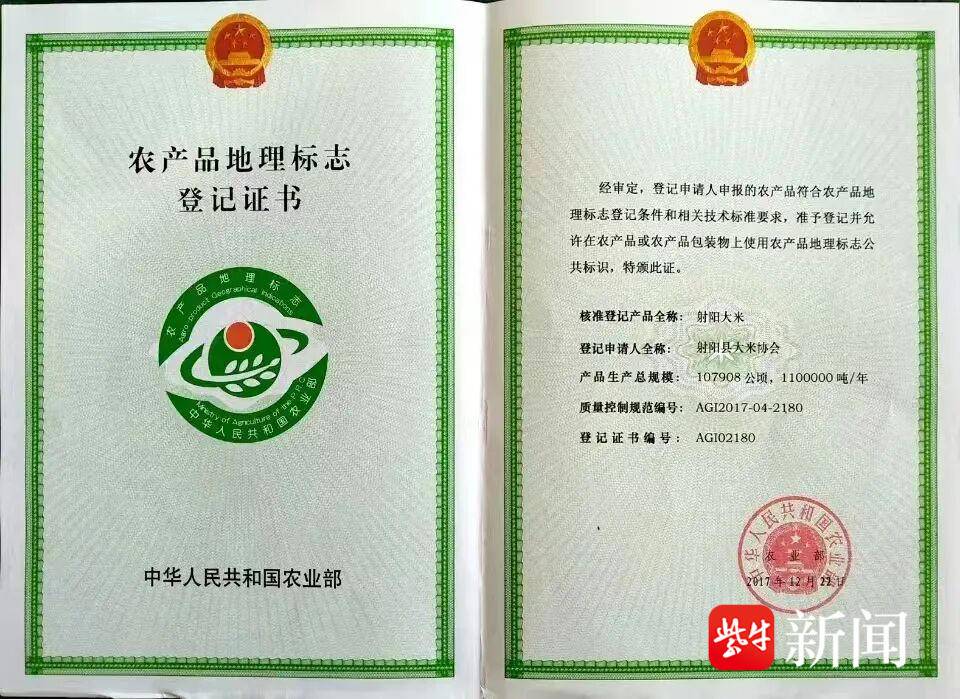 农产品地理标志
登记证书
农产品地理标志
Agro-product Geographical Indications
Ministry of Agriculture of the P.R.C
中华人民共和国农业部
中华人民共和国农业部
经审定，登记申请人申报的农产品符合农产品地
理标志登记条件和相关技术标准要求，准予登记并允
许在农产品或农产品包装物上使用农产品地理标志公
共标识，特颁此证。
核准登记产品全称： 射阳大米
登记申请人全称： 射阳县大米协会
产品生产总规模： 107908 公顷，1100000 吨/年
质量控制规范编号： AGI2017-04-2180
登记证书编号： AGI02180
中华人民共和国农业部
农业部
2017 年 12 月 22 日
紫牛 新闻